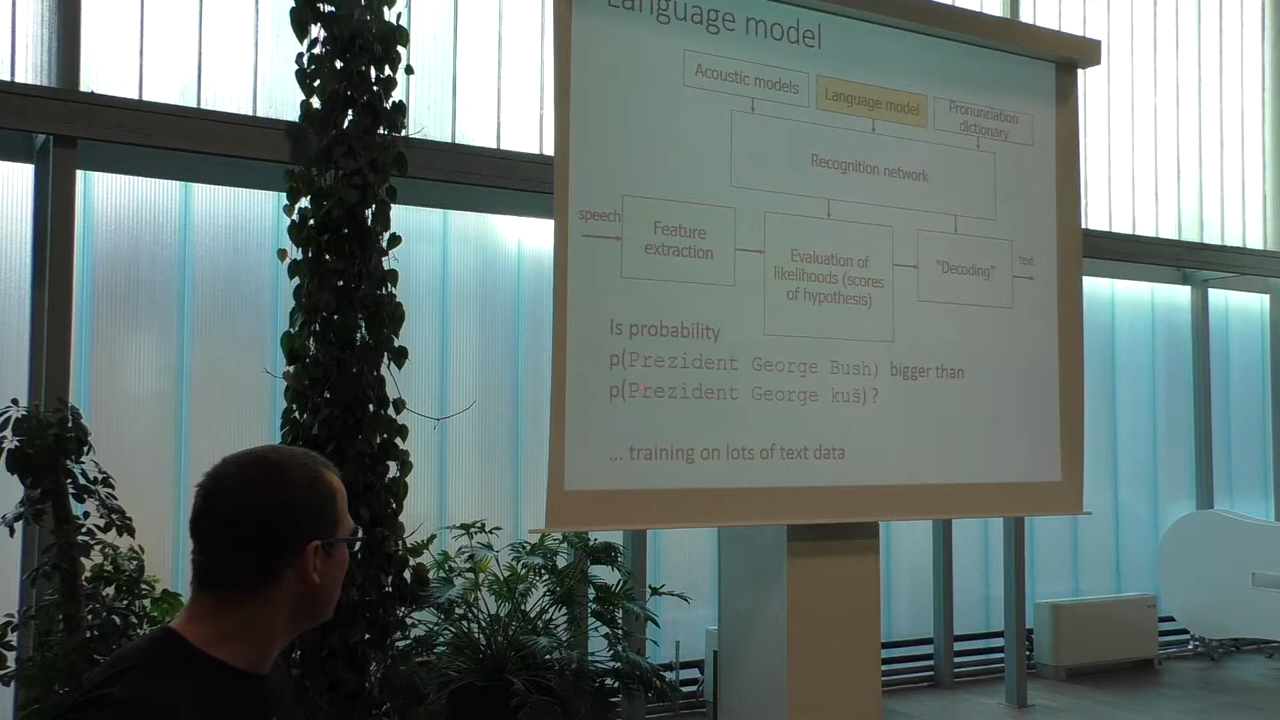 Language model
Acoustic models
Language model
Pronunciation
dictionary
Recognition network
speech
Feature
extraction
Evaluation of
likelihoods (scores
of hypothesis)
"Decoding"
text
Is probability
p(Prezident George Bush) bigger than
p(Prezident George kuš)?
... training on lots of text data